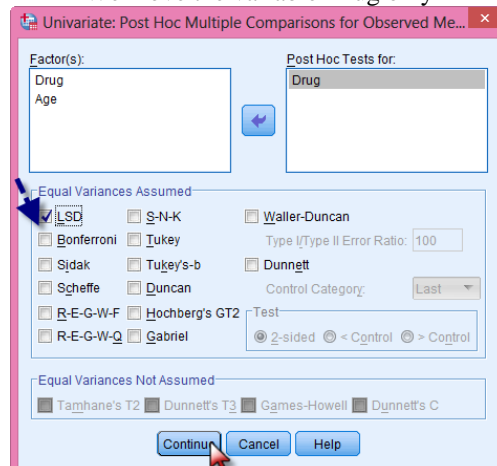 Univariate: Post Hoc Multiple Comparisons for Observed Me...
Factor(s):
Drug
Age
Post Hoc Tests for:
Drug
Equal Variances Assumed
LSD S-N-K Waller-Duncan
Bonferroni Tukey Type I/Type II Error Ratio: 100
Sidak Tukey's-b Dunnett
Scheffe Duncan Control Category: Last
R-E-G-W-F Hochberg's GT2 Test
R-E-G-W-Q Gabriel 2-sided < Control > Control
Equal Variances Not Assumed
Tamhane's T2 Dunnett's T3 Games-Howell Dunnett's C
Continue Cancel Help